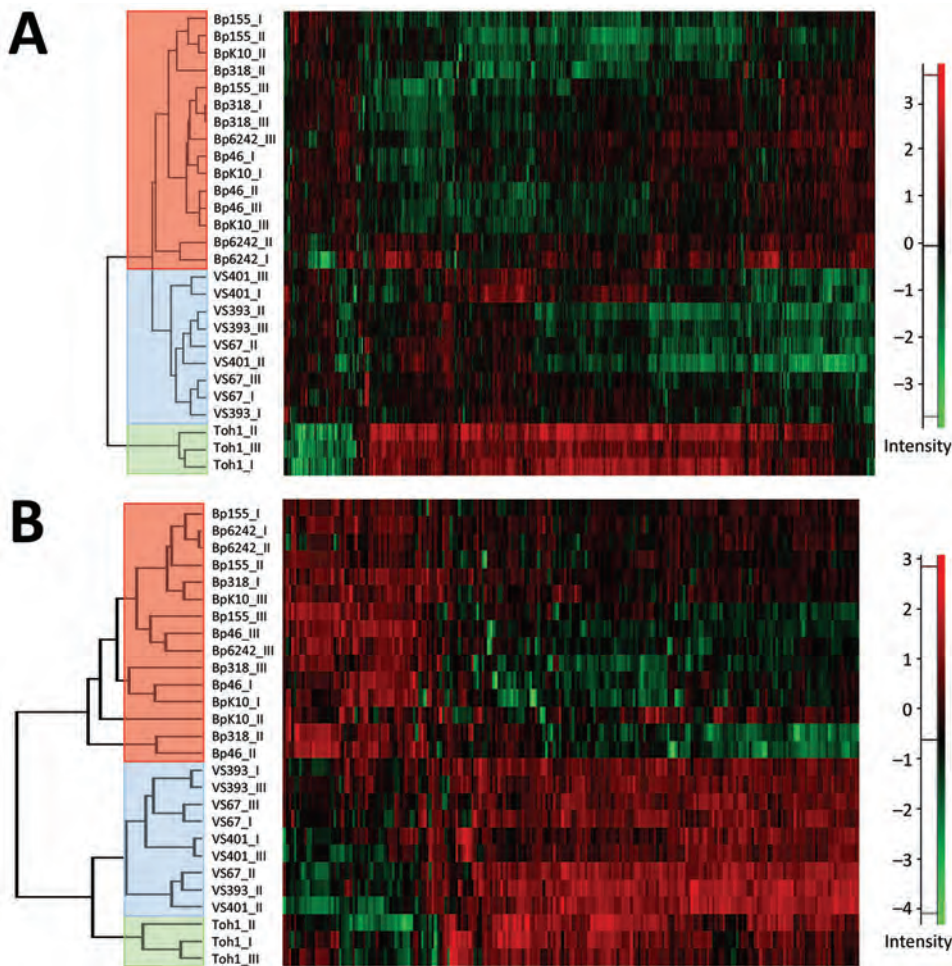 A
Bp155_I
Bp155_II
BpK10_II
Bp318_II
Bp155_III
Bp318_I
Bp318_III
Bp6242_III
Bp46_I
BpK10_I
Bp46_II
Bp46_III
BpK10_III
Bp6242_II
Bp6242_I
VS401_III
VS401_I
VS393_II
VS393_III
VS67_II
VS401_II
VS67_III
VS67_I
VS393_I
Toh1_II
Toh1_III
Toh1_I
3
2
1
0
−1
−2
−3
Intensity
B
Bp155_I
Bp6242_I
Bp6242_II
Bp155_II
Bp318_I
BpK10_III
Bp155_III
Bp46_III
Bp6242_III
Bp318_III
Bp46_I
BpK10_I
BpK10_II
Bp318_II
Bp46_II
VS393_I
VS393_III
VS67_III
VS67_I
VS401_I
VS401_III
VS67_II
VS393_II
VS401_II
Toh1_II
Toh1_I
Toh1_III
3
2
1
0
−1
−2
−3
−4
Intensity